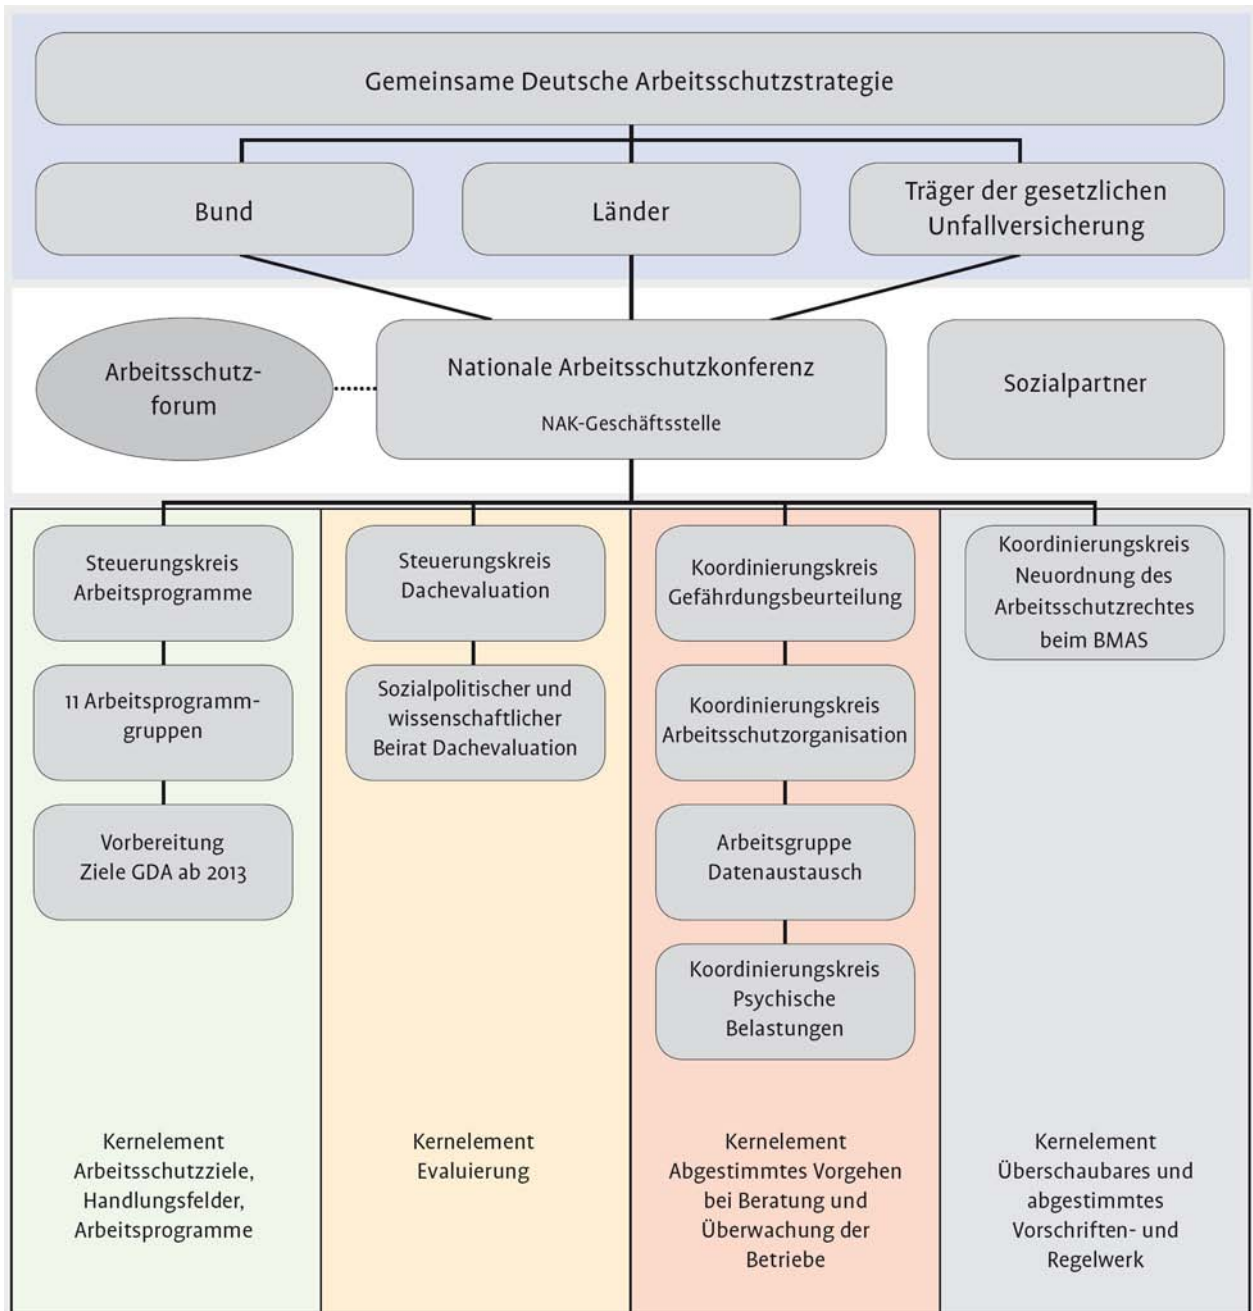 Gemeinsame Deutsche Arbeitsschutzstrategie
Bund
Länder
Träger der gesetzlichen
Unfallversicherung
Arbeitsschutz-
forum
Nationale Arbeitsschutzkonferenz
NAK-Geschäftsstelle
Sozialpartner
Steuerungskreis
Arbeitsprogramme
11 Arbeitsprogramm-
gruppen
Vorbereitung
Ziele GDA ab 2013
Kernelement
Arbeitsschutzziele,
Handlungsfelder,
Arbeitsprogramme
Steuerungskreis
Dachevaluation
Sozialpolitischer und
wissenschaftlicher
Beirat Dachevaluation
Kernelement
Evaluierung
Koordinierungskreis
Gefährdungsbeurteilung
Koordinierungskreis
Arbeitsschutzorganisation
Arbeitsgruppe
Datenaustausch
Koordinierungskreis
Psychische
Belastungen
Kernelement
Abgestimmtes Vorgehen
bei Beratung und
Überwachung der
Betriebe
Koordinierungskreis
Neuordnung des
Arbeitsschutzrechtes
beim BMAS
Kernelement
Überschaubares und
abgestimmtes
Vorschriften- und
Regelwerk